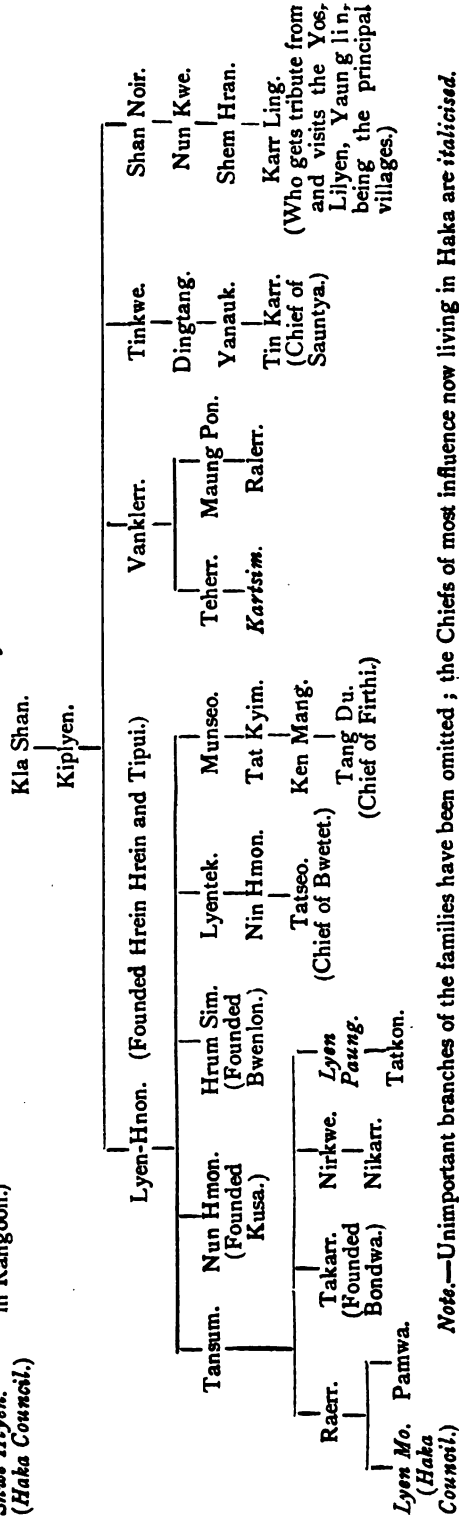 in Rangoon.)
(Haka Council.)
Kla Shan.
Kipiyen.
Lyen-Hnon. (Founded Hrein Hrein and Tipui.)
Vanklerr.
Tinkwe.
Shan Noir.
Tansum.
Nun Hmon.
(Founded
Kusa.)
Hrum Sim.
(Founded
Bwenlon.)
Lyentek.
Munseo.
Teherr.
Maung Pon.
Dingtang.
Nun Kwe.
Nin Hmon.
Tat Kyim.
Kartsim.
Ralerr.
Yanauk.
Shem Hran.
Tatseo.
(Chief of Bwetet.)
Ken Mang.
Tin Karr.
(Chief of
Sauntya.)
Karr Ling.
(Who gets tribute from
and visits the Yos,
Lilyen, Yaung lin,
being the principal
villages.)
Tang Du.
(Chief of Firthi.)
Raerr.
Takarr.
(Founded
Bondwa.)
Nirkwe.
Lyen
Paung.
Nikarr.
Tatkon.
Lyen Mo.
(Haka
Council.)
Pamwa.
Note.—Unimportant branches of the families have been omitted ; the Chiefs of most influence now living in Haka are italicised.